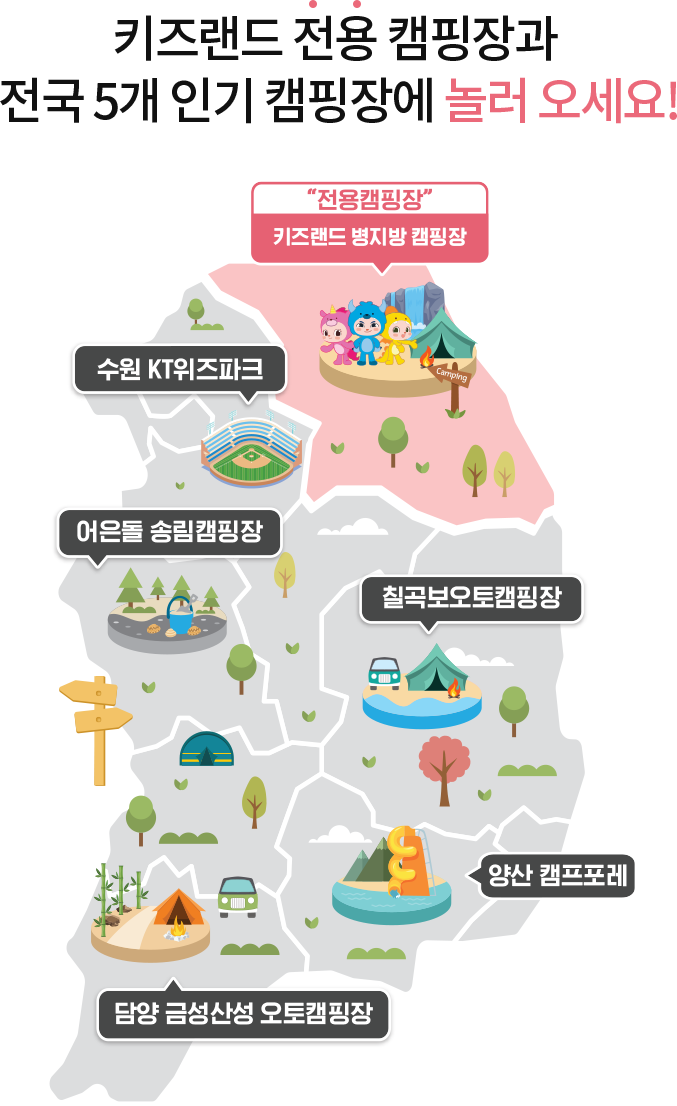 키즈랜드 전용 캠핑장과
전국 5개 인기 캠핑장에 놀러 오세요!
“전용캠핑장”
키즈랜드 병지방 캠핑장
Camping
수원 KT위즈파크
어은돌 송림캠핑장
칠곡보오토캠핑장
양산 캠프포레
담양 금성산성 오토캠핑장